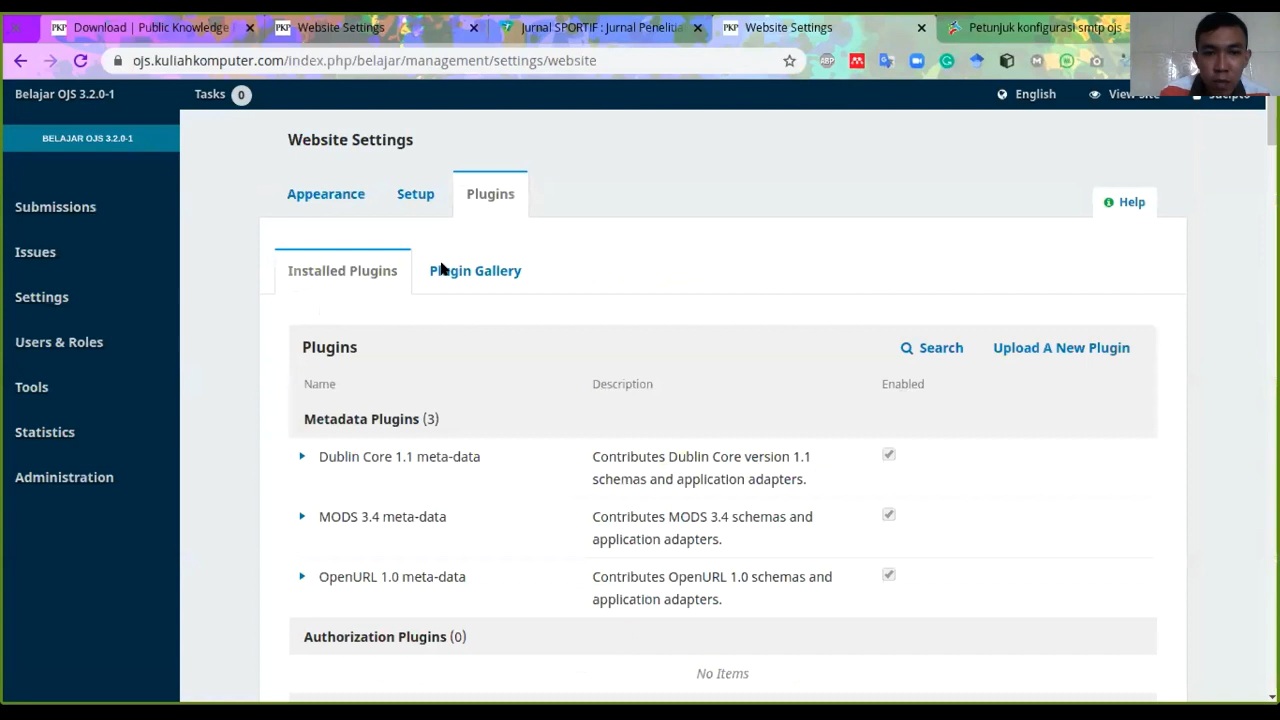 Download | Public Knowledge
Website Settings
Jurnal SPORTIF : Jurnal Penelitia
Website Settings
Petunjuk konfigurasi smtp ojs
ojs.kuliahkomputer.com/index.php/belajar/management/settings/website
Belajar OJS 3.2.0-1
Tasks 0
English
View Site
Sucipto
BELAJAR OJS 3.2.0-1
Website Settings
Appearance
Setup
Plugins
Help
Submissions
Issues
Settings
Users & Roles
Tools
Statistics
Administration
Installed Plugins
Plugin Gallery
Plugins
Search
Upload A New Plugin
Name
Description
Enabled
Metadata Plugins (3)
Dublin Core 1.1 meta-data
Contributes Dublin Core version 1.1
schemas and application adapters.
MODS 3.4 meta-data
Contributes MODS 3.4 schemas and
application adapters.
OpenURL 1.0 meta-data
Contributes OpenURL 1.0 schemas and
application adapters.
Authorization Plugins (0)
No Items